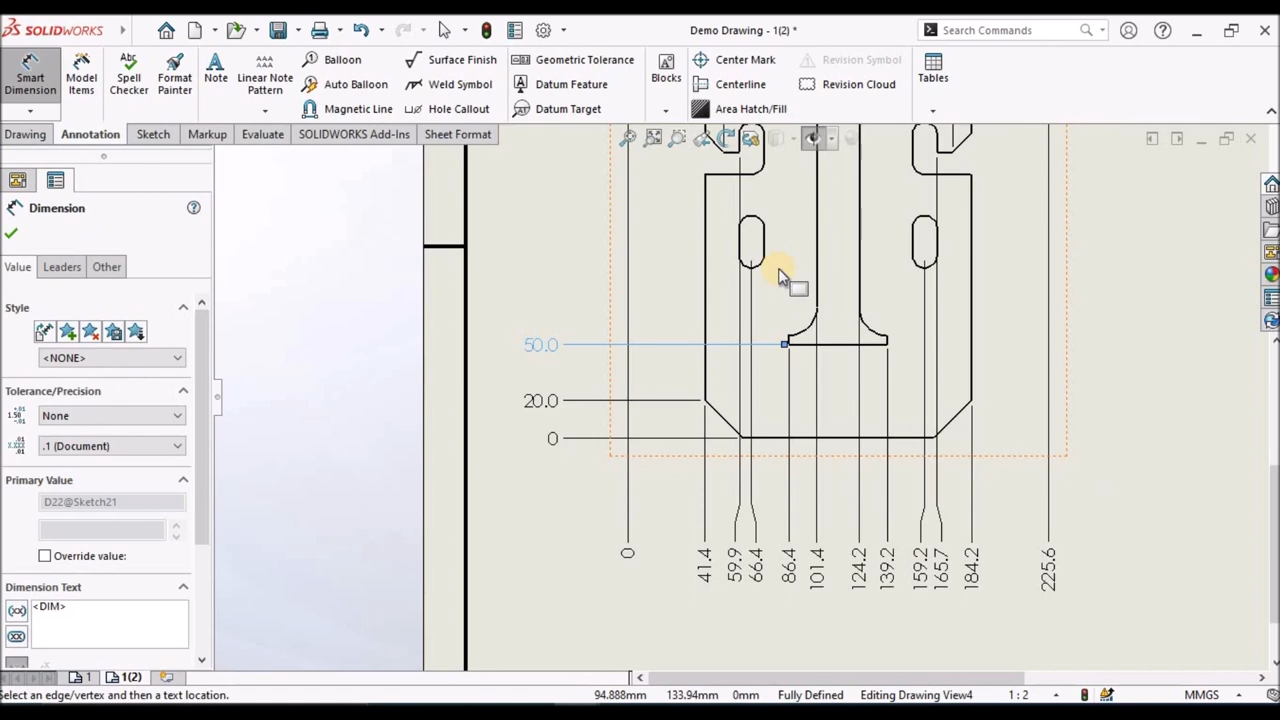 SOLIDWORKS
Demo Drawing - 1(2) *
Search Commands
Smart Dimension
Model Items
Spell Checker
Format Painter
Note
Linear Note Pattern
Balloon
Auto Balloon
Magnetic Line
Surface Finish
Weld Symbol
Hole Callout
Geometric Tolerance
Datum Feature
Datum Target
Blocks
Center Mark
Centerline
Area Hatch/Fill
Revision Symbol
Revision Cloud
Tables
Drawing
Annotation
Sketch
Markup
Evaluate
SOLIDWORKS Add-Ins
Sheet Format
Dimension
Value
Leaders
Other
Style
<NONE>
Tolerance/Precision
None
.1 (Document)
Primary Value
D22@Sketch21
Override value:
Dimension Text
<DIM>
50.0
20.0
0
0
41.4
59.9
66.4
86.4
101.4
124.2
139.2
159.2
165.7
184.2
225.6
1
1(2)
Select an edge/vertex and then a text location.
94.888mm
133.94mm
0mm
Fully Defined
Editing Drawing View4
1 : 2
MMGS